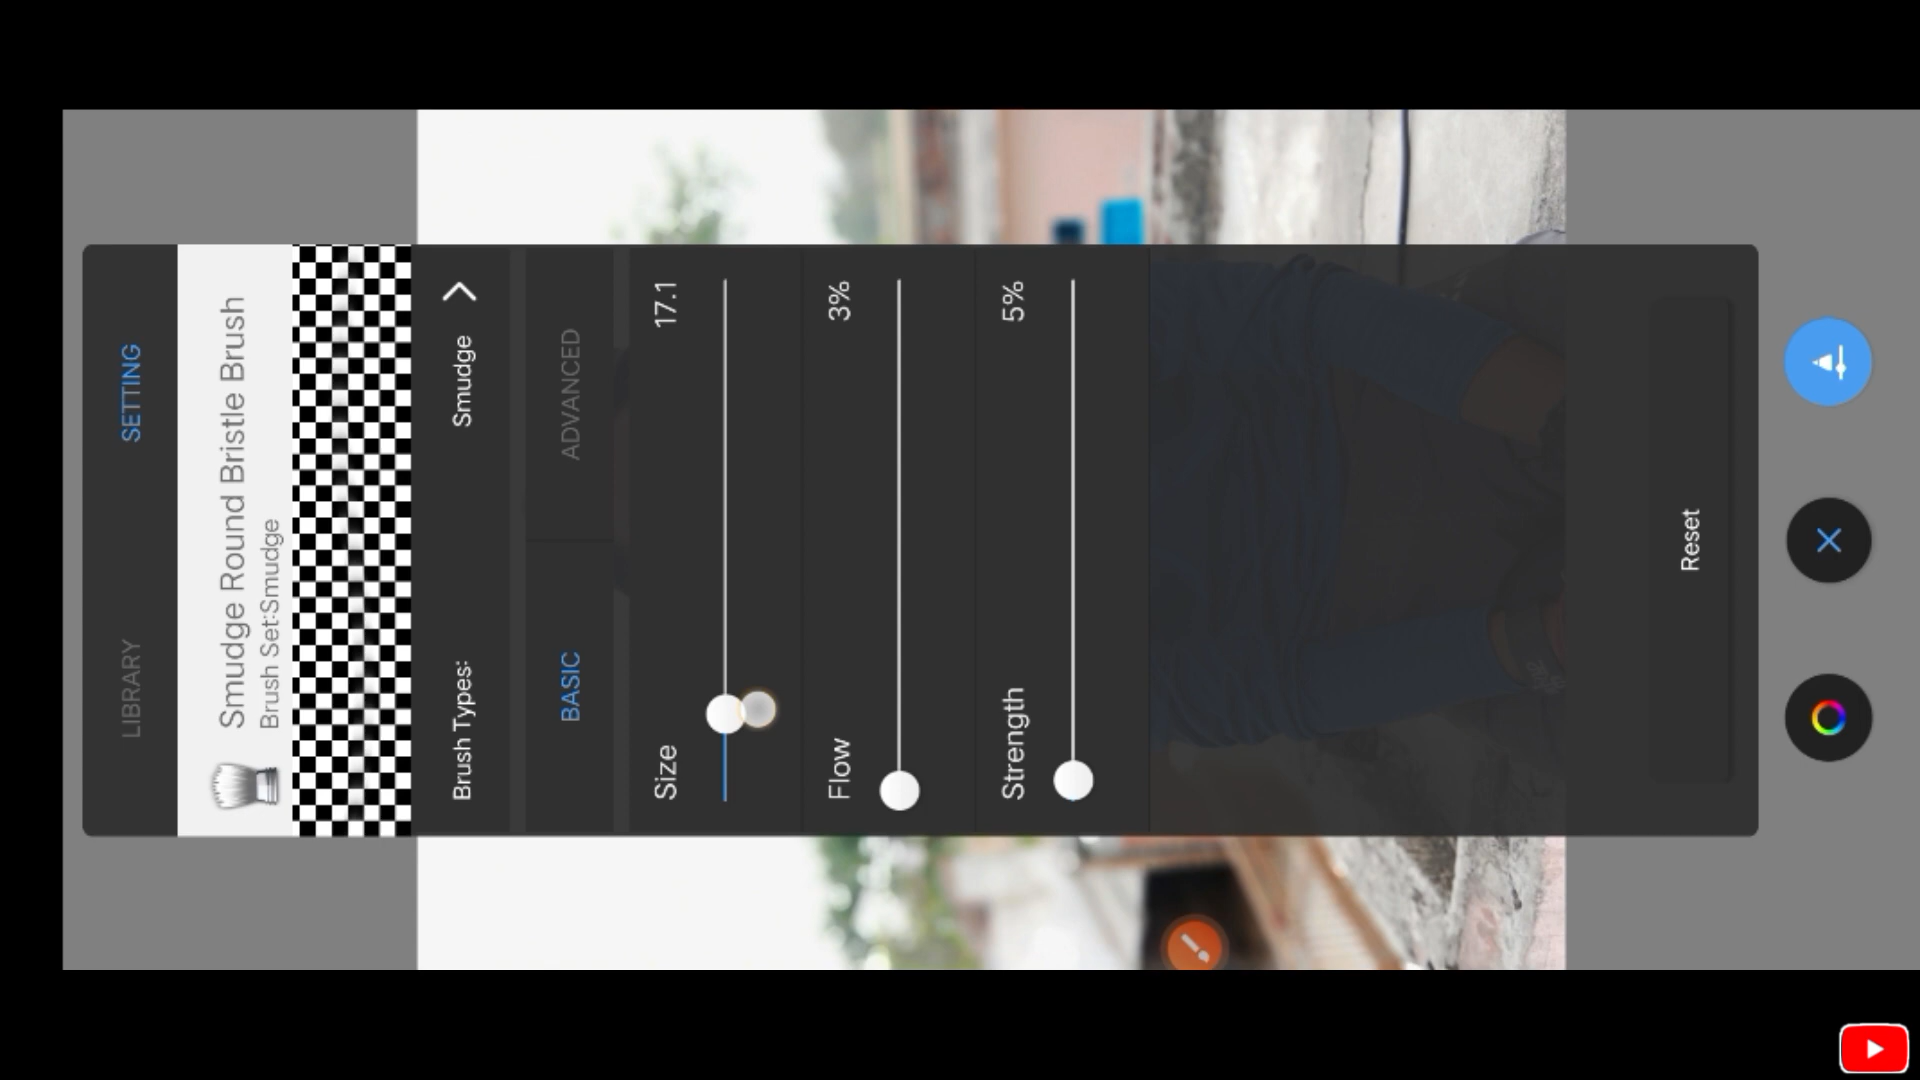 LIBRARY SETTING
Smudge Round Bristle Brush
Brush Set:Smudge
Brush Types: Smudge
BASIC ADVANCED
Size 17.1
Flow 3%
Strength 5%
Reset